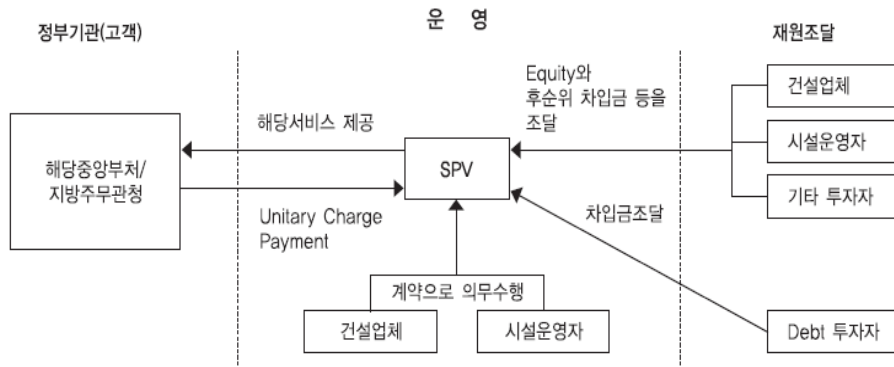 운 영
정부기관(고객)
재원조달
Equity와
후순위 차입금 등을
조달
건설업체
해당서비스 제공
시설운영자
해당중앙부처/
지방주무관청
SPV
기타 투자자
Unitary Charge
Payment
차입금조달
계약으로 의무수행
건설업체
시설운영자
Debt 투자자